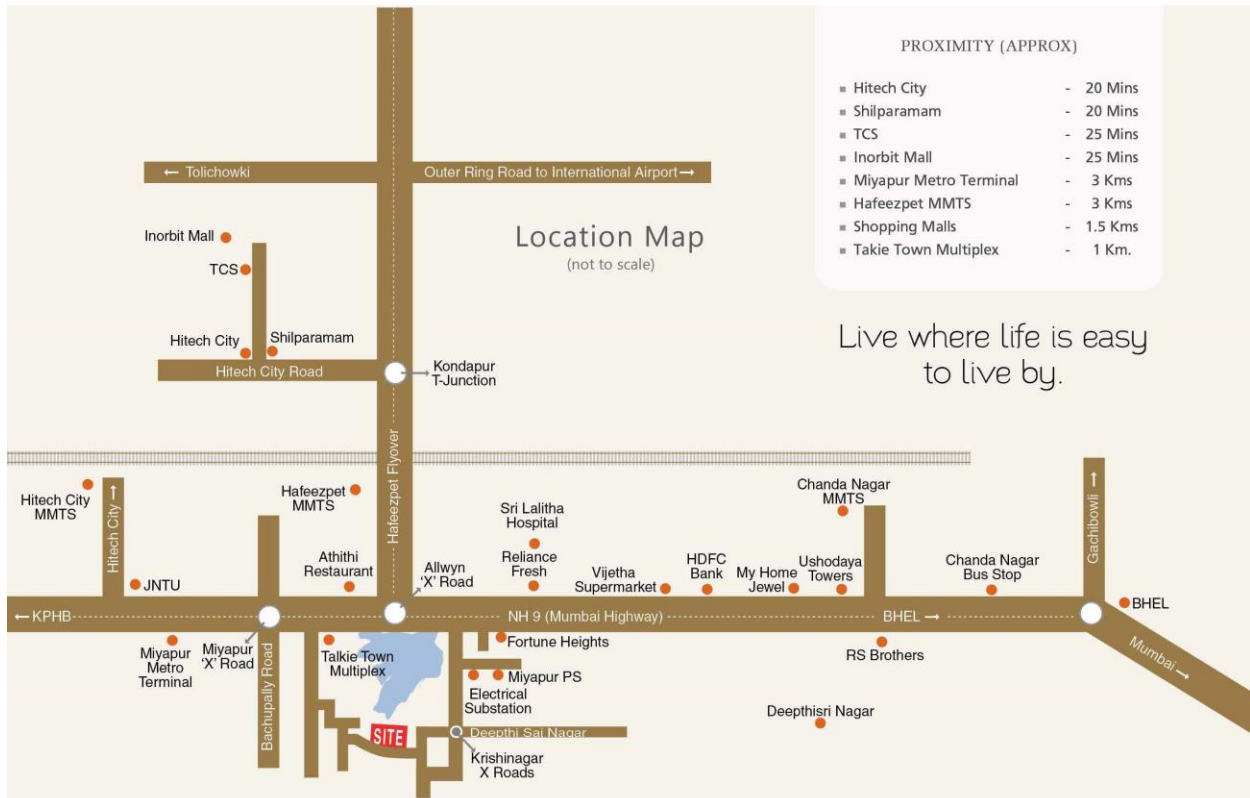 PROXIMITY (APPROX)
Hitech City - 20 Mins
Shilparamam - 20 Mins
TCS - 25 Mins
Inorbit Mall - 25 Mins
Miyapur Metro Terminal - 3 Kms
Hafeezpet MMTS - 3 Kms
Shopping Malls - 1.5 Kms
Takie Town Multiplex - 1 Km.
← Tolichowki
Outer Ring Road to International Airport →
Location Map
(not to scale)
Inorbit Mall
TCS
Hitech City
Shilparamam
Hitech City Road
Kondapur
T-Junction
Live where life is easy
to live by.
Hafeezpet Flyover
Hitech City
MMTS
Hitech City →
Hafeezpet
MMTS
Sri Lalitha
Hospital
Chanda Nagar
MMTS
Gachibowli →
JNTU
Athithi
Restaurant
Allwyn
‘X’ Road
Reliance
Fresh
Vijetha
Supermarket
HDFC
Bank
My Home
Jewel
Ushodaya
Towers
Chanda Nagar
Bus Stop
BHEL
← KPHB
NH 9 (Mumbai Highway)
BHEL →
Mumbai →
Miyapur
Metro
Terminal
Miyapur
‘X’ Road
Bachupally Road
Talkie Town
Multiplex
Fortune Heights
RS Brothers
Miyapur PS
Electrical
Substation
Deepthisri Nagar
SITE
Deepthi Sai Nagar
Krishinagar
X Roads